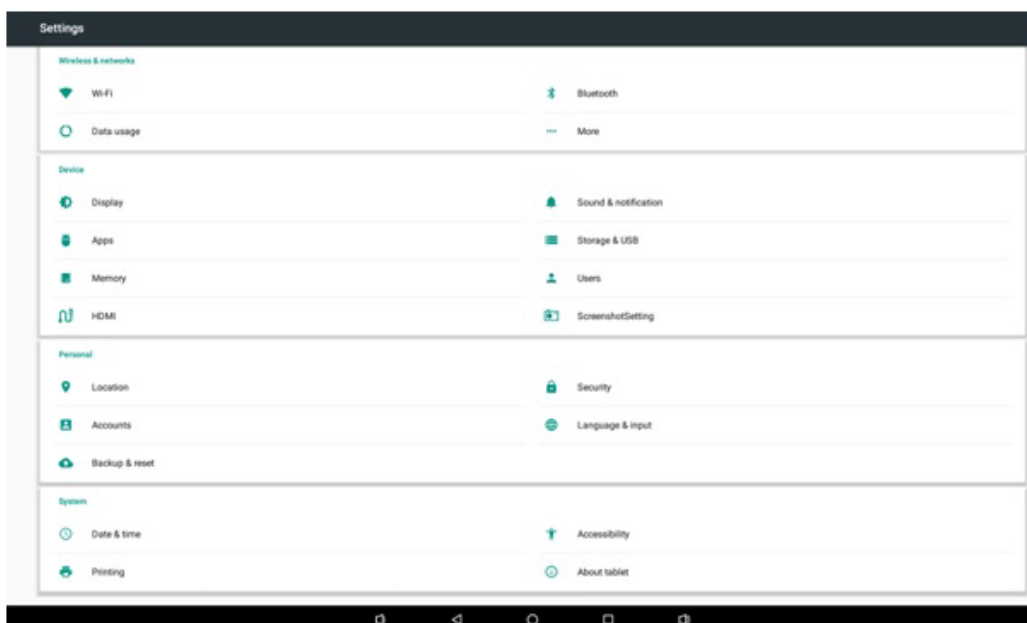 Settings
Wireless & networks
Wi-Fi
Bluetooth
Data usage
More
Device
Display
Sound & notification
Apps
Storage & USB
Memory
Users
HDMI
ScreenshotSetting
Personal
Location
Security
Accounts
Language & input
Backup & reset
System
Date & time
Accessibility
Printing
About tablet